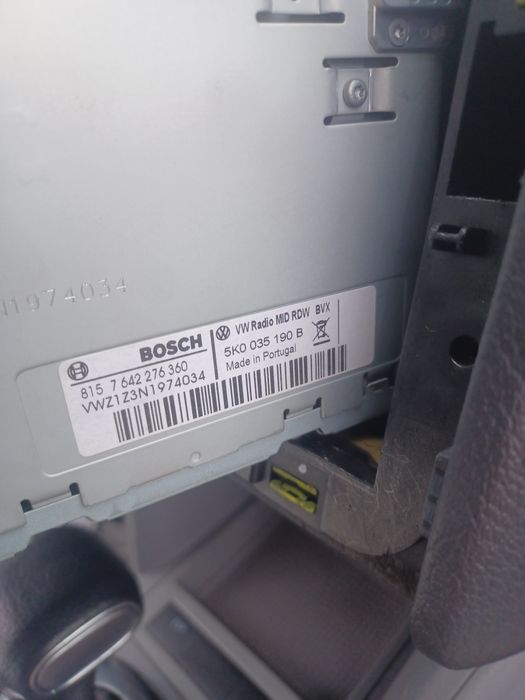 N1974034
BOSCH
815 7 642 276 360
VWZ1Z3N1974034
VW Radio MID RDW BVX
5K0 035 190 B
Made in Portugal